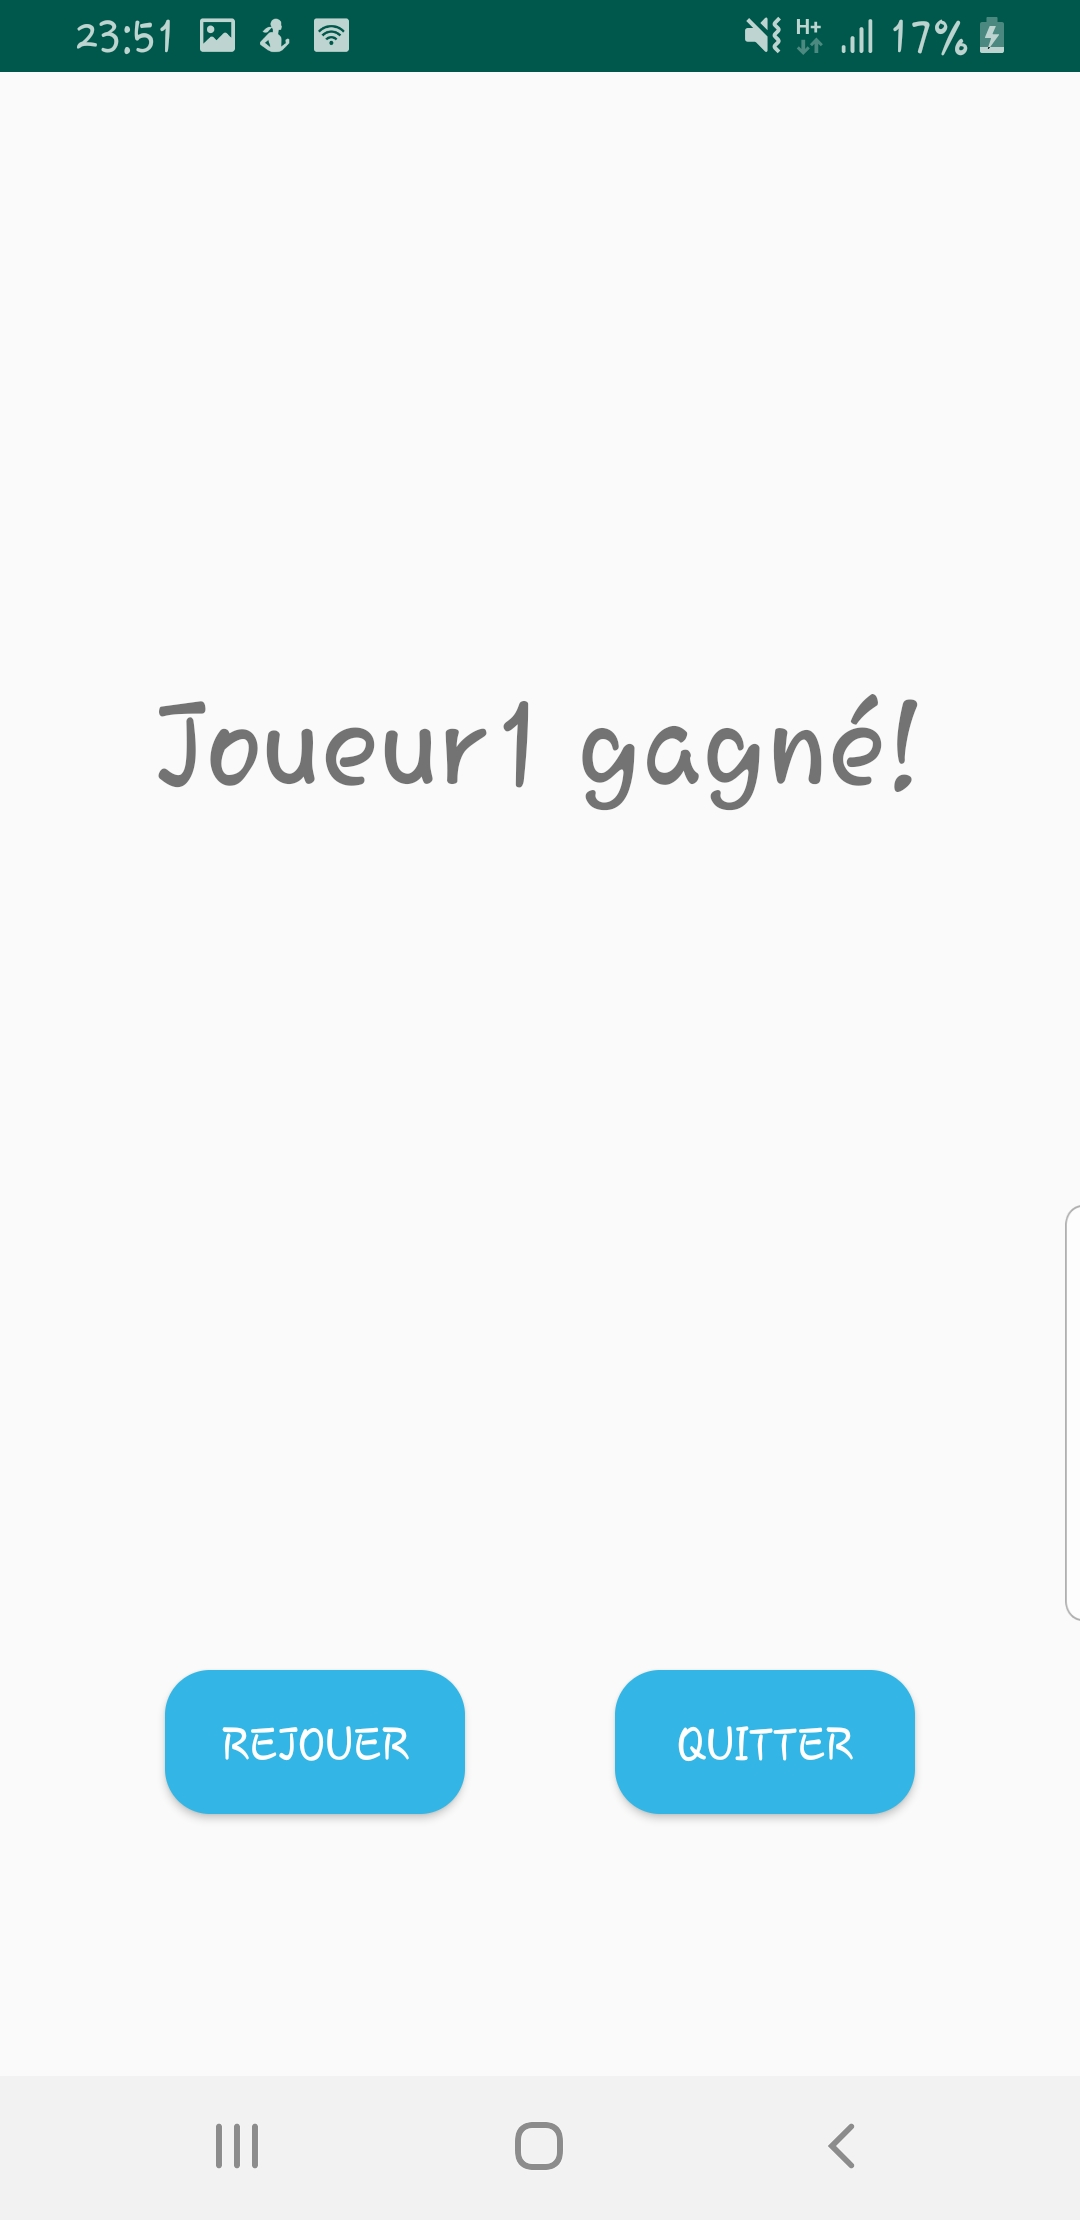 23:51 H+ 17%
Joueur1 gagné!
REJOUER QUITTER